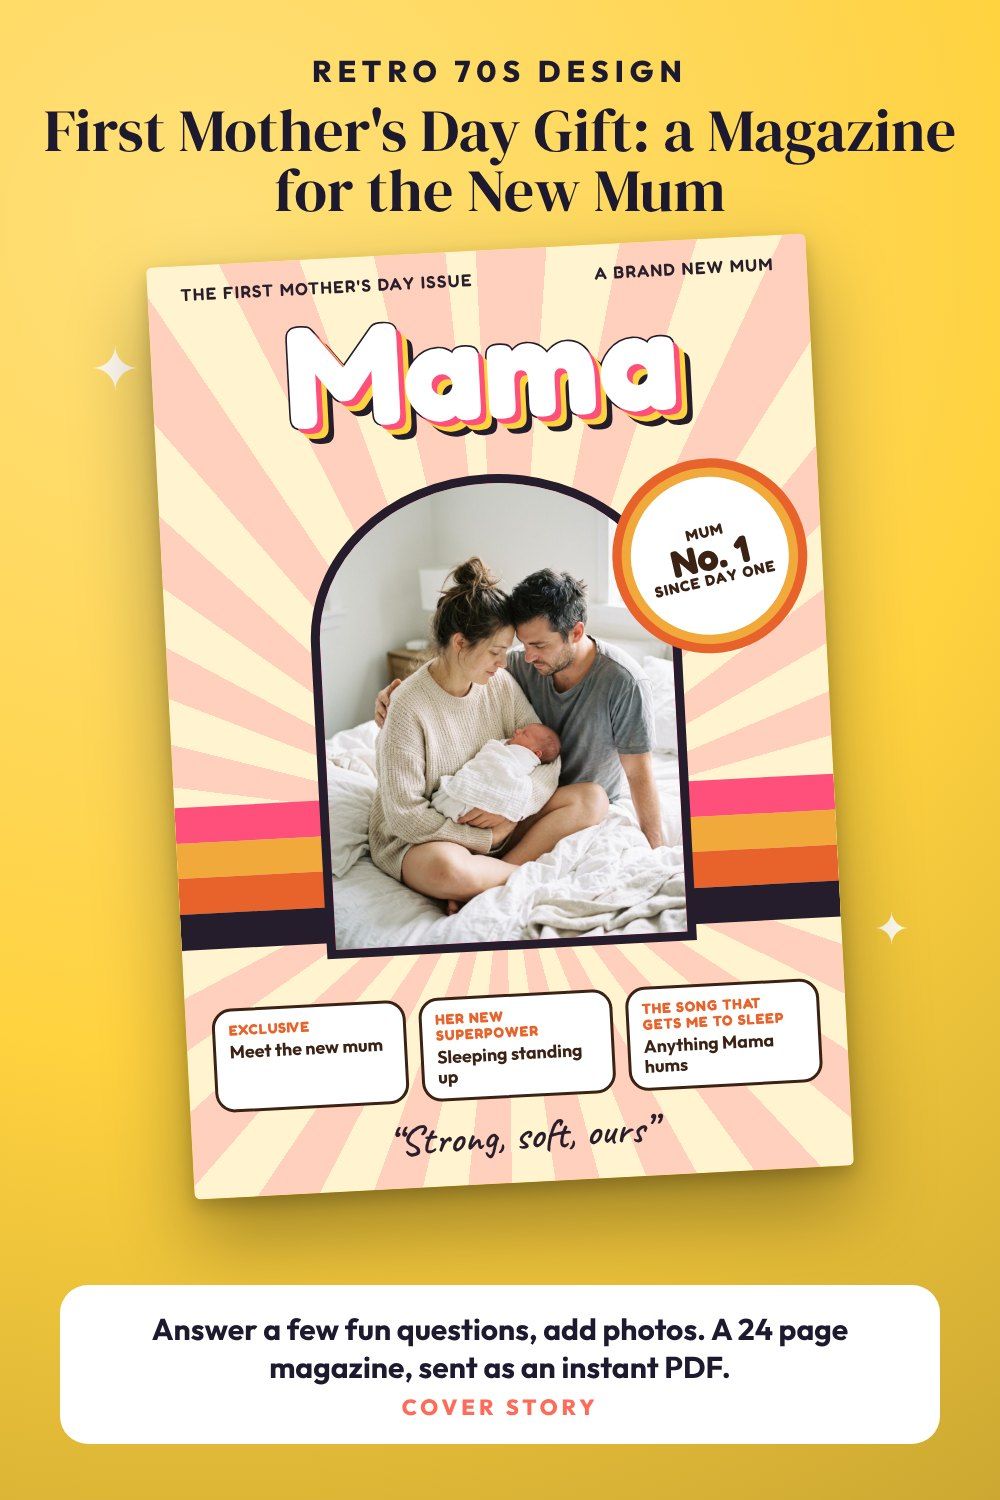 RETRO 70S DESIGN
First Mother's Day Gift: a Magazine
for the New Mum
THE FIRST MOTHER'S DAY ISSUE
A BRAND NEW MUM
Mama
MUM
No. 1
SINCE DAY ONE
EXCLUSIVE
Meet the new mum
HER NEW
SUPERPOWER
Sleeping standing
up
THE SONG THAT
GETS ME TO SLEEP
Anything Mama
hums
“Strong, soft, ours”
Answer a few fun questions, add photos. A 24 page
magazine, sent as an instant PDF.
COVER STORY